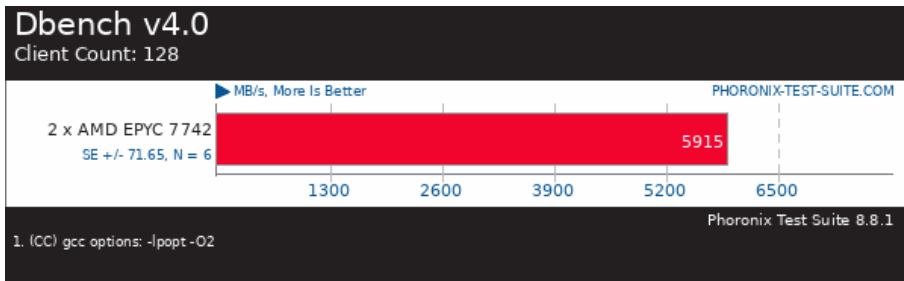 Dbench v4.0
Client Count: 128
MB/s, More Is Better
PHORONIX-TEST-SUITE.COM
2 x AMD EPYC 7742
5915
SE +/- 71.65, N = 6
1300 2600 3900 5200 6500
Phoronix Test Suite 8.8.1
1. (CC) gcc options: -lpopt -O2